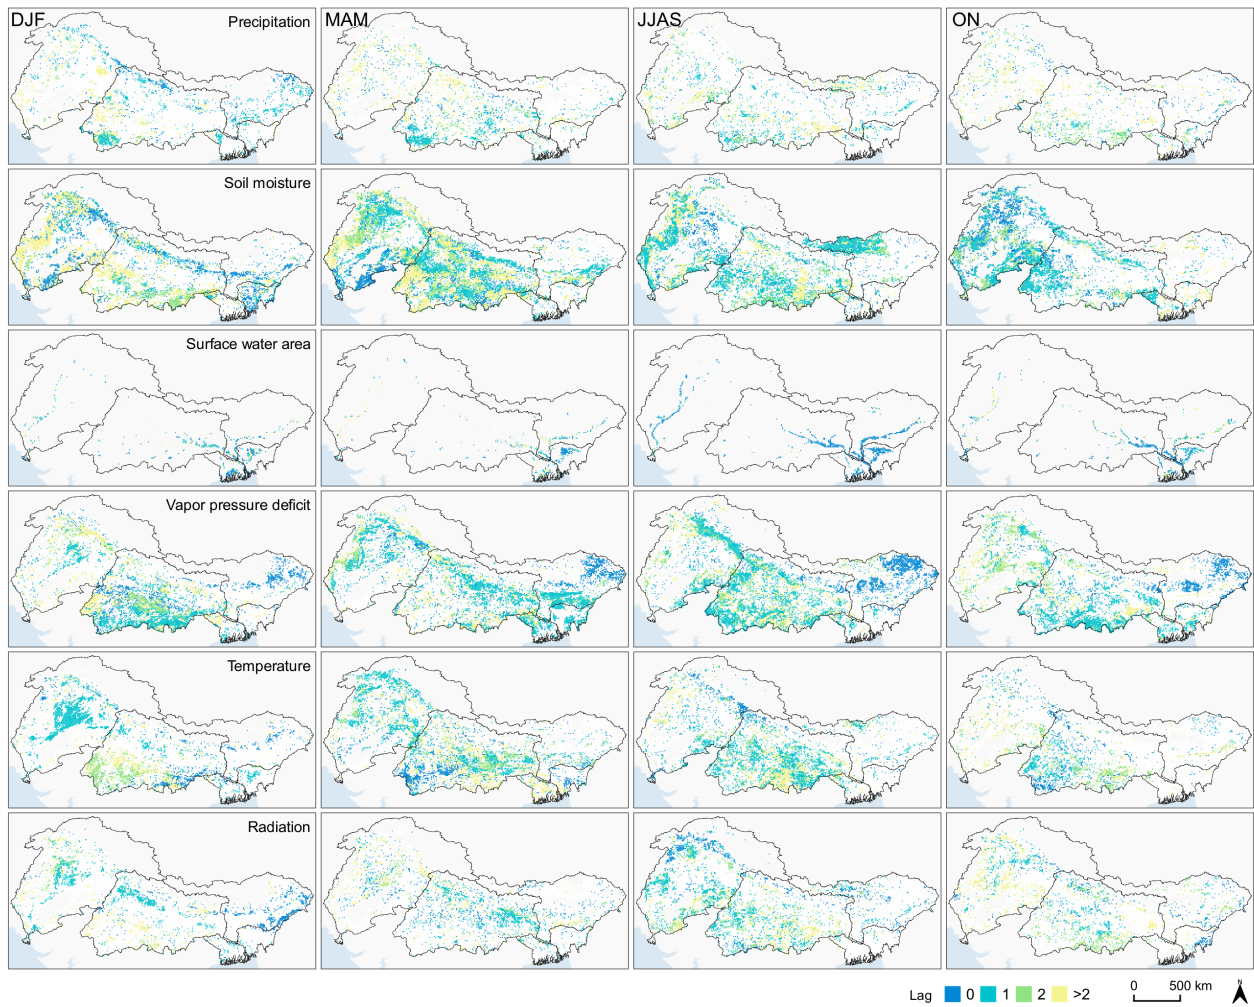 DJF
Precipitation
MAM
JJAS
ON
Soil moisture
Surface water area
Vapor pressure deficit
Temperature
Radiation
Lag 0 1 2 >2
0 500 km
N